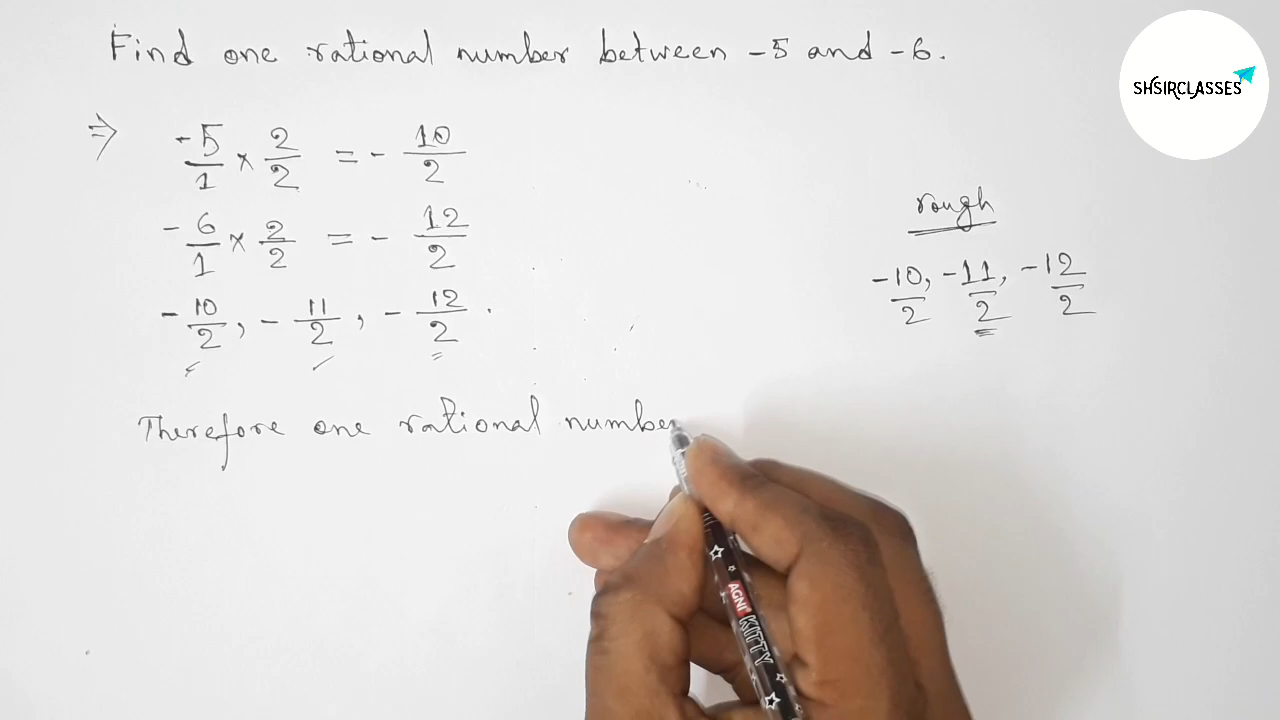 Find one rational number between -5 and -6.
SHSIRCLASSES
⇒ -5/1 × 2/2 = - 10/2
- 6/1 × 2/2 = - 12/2
rough
-10/2, -11/2, -12/2
- 10/2, - 11/2, - 12/2.
Therefore one rational number
AGNI KITTY